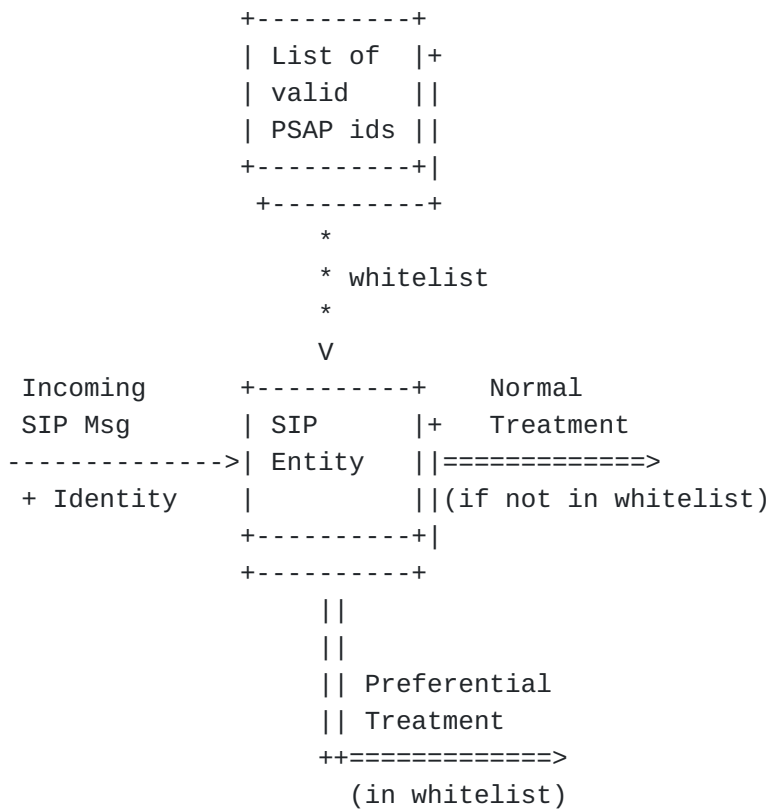 +----------+
| List of  |+
| valid    ||
| PSAP ids ||
+----------+|
+----------+
*
* whitelist
*
V
Incoming       +----------+    Normal
SIP Msg        | SIP      |+   Treatment
-------------->| Entity   ||=============>
+ Identity     |          ||(if not in whitelist)
+----------+|
+----------+
||
||
|| Preferential
|| Treatment
++=============>
(in whitelist)